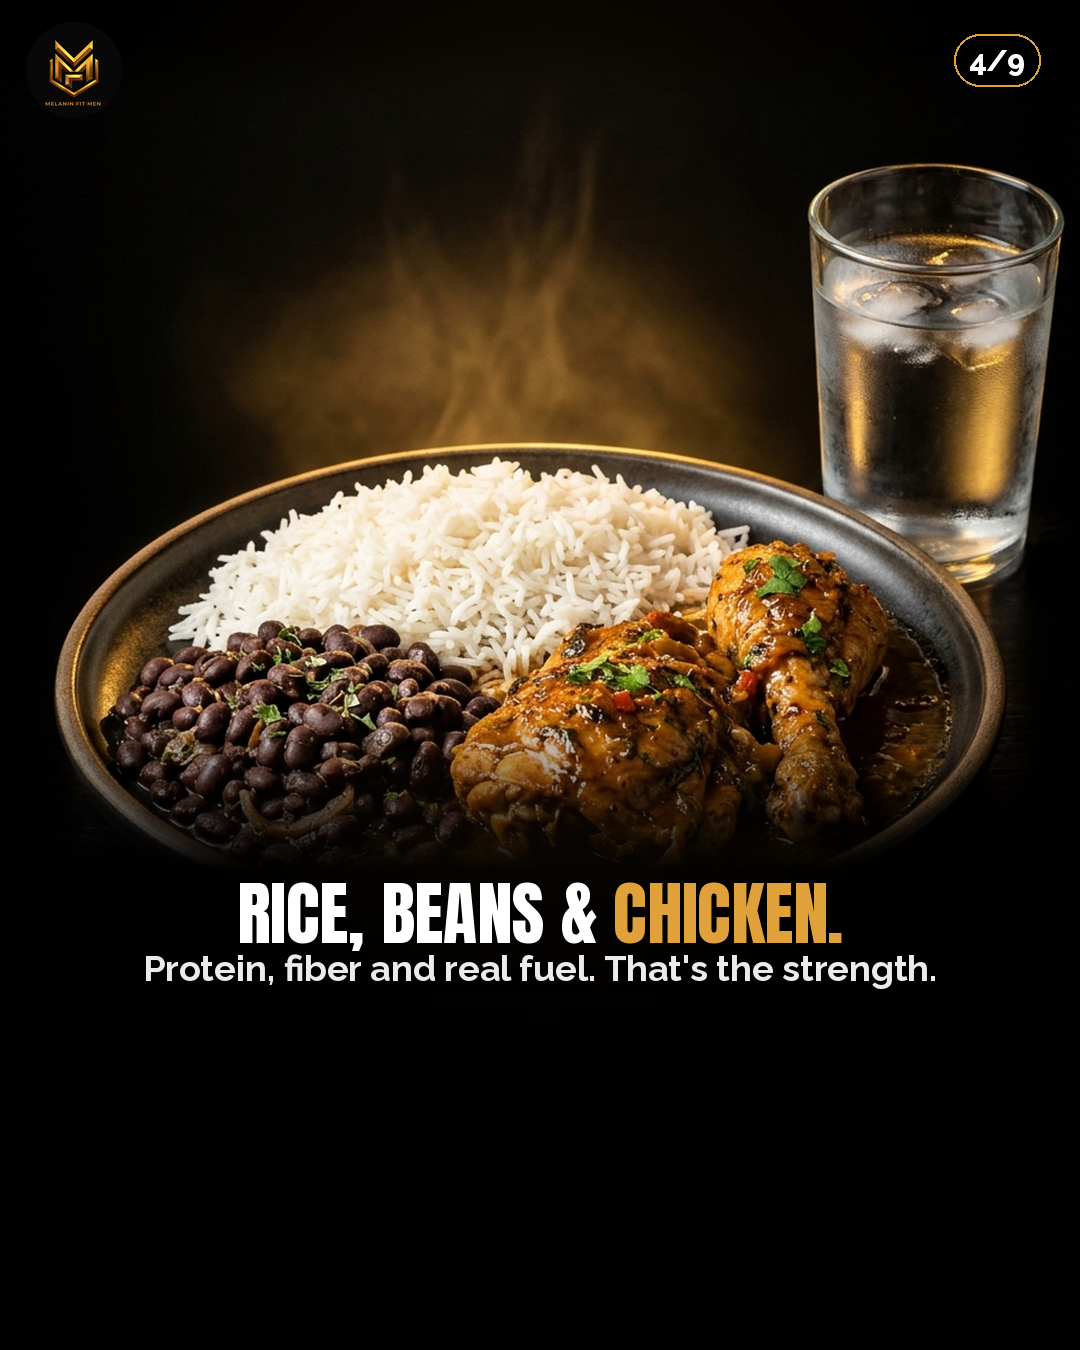 MELANIN FIT MEN
4/9
RICE, BEANS & CHICKEN.
Protein, fiber and real fuel. That's the strength.